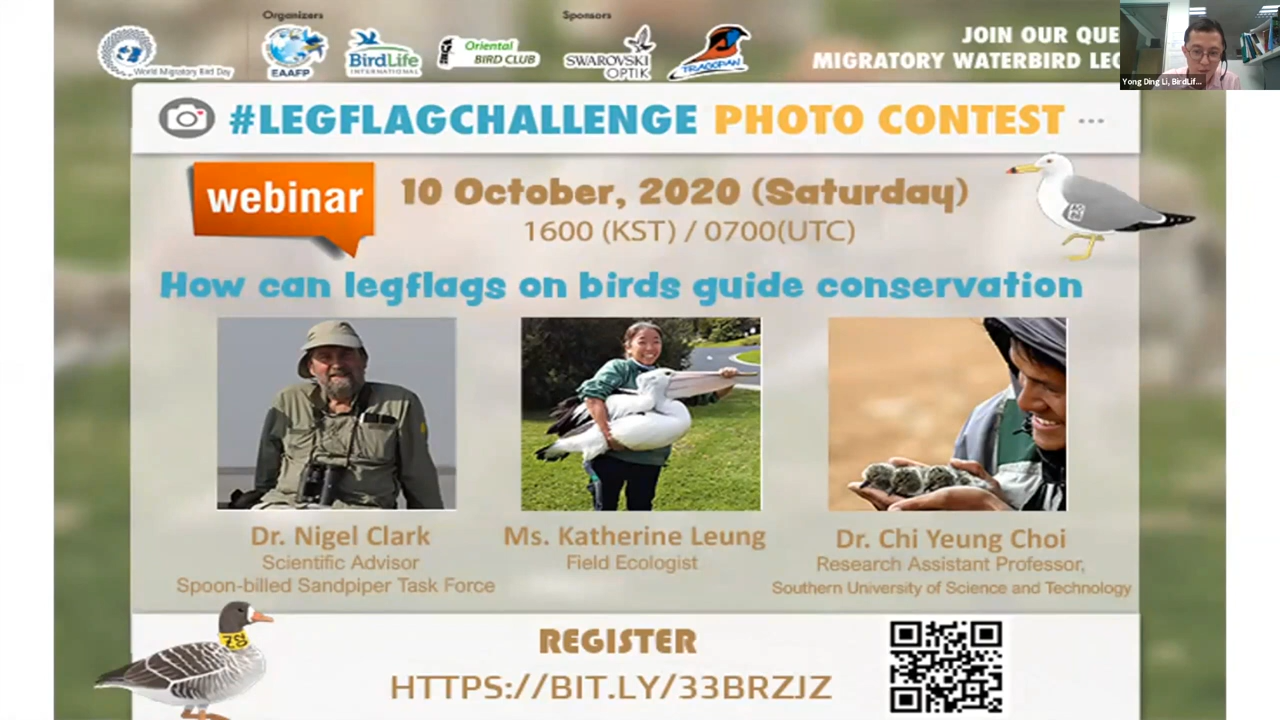 Organizers
Sponsors
World Migratory Bird Day
EAAFP
BirdLife
INTERNATIONAL
Oriental
BIRD CLUB
SWAROVSKI
OPTIK
TRAGOPAN
JOIN OUR QUE
MIGRATORY WATERBIRD LEG
Yong Ding Li, BirdLif...
#LEGFLAGCHALLENGE PHOTO CONTEST ...
webinar
10 October, 2020 (Saturday)
1600 (KST) / 0700(UTC)
How can legflags on birds guide conservation
Dr. Nigel Clark
Scientific Advisor
Spoon-billed Sandpiper Task Force
Ms. Katherine Leung
Field Ecologist
Dr. Chi Yeung Choi
Research Assistant Professor,
Southern University of Science and Technology
REGISTER
HTTPS://BIT.LY/33BRZJZ